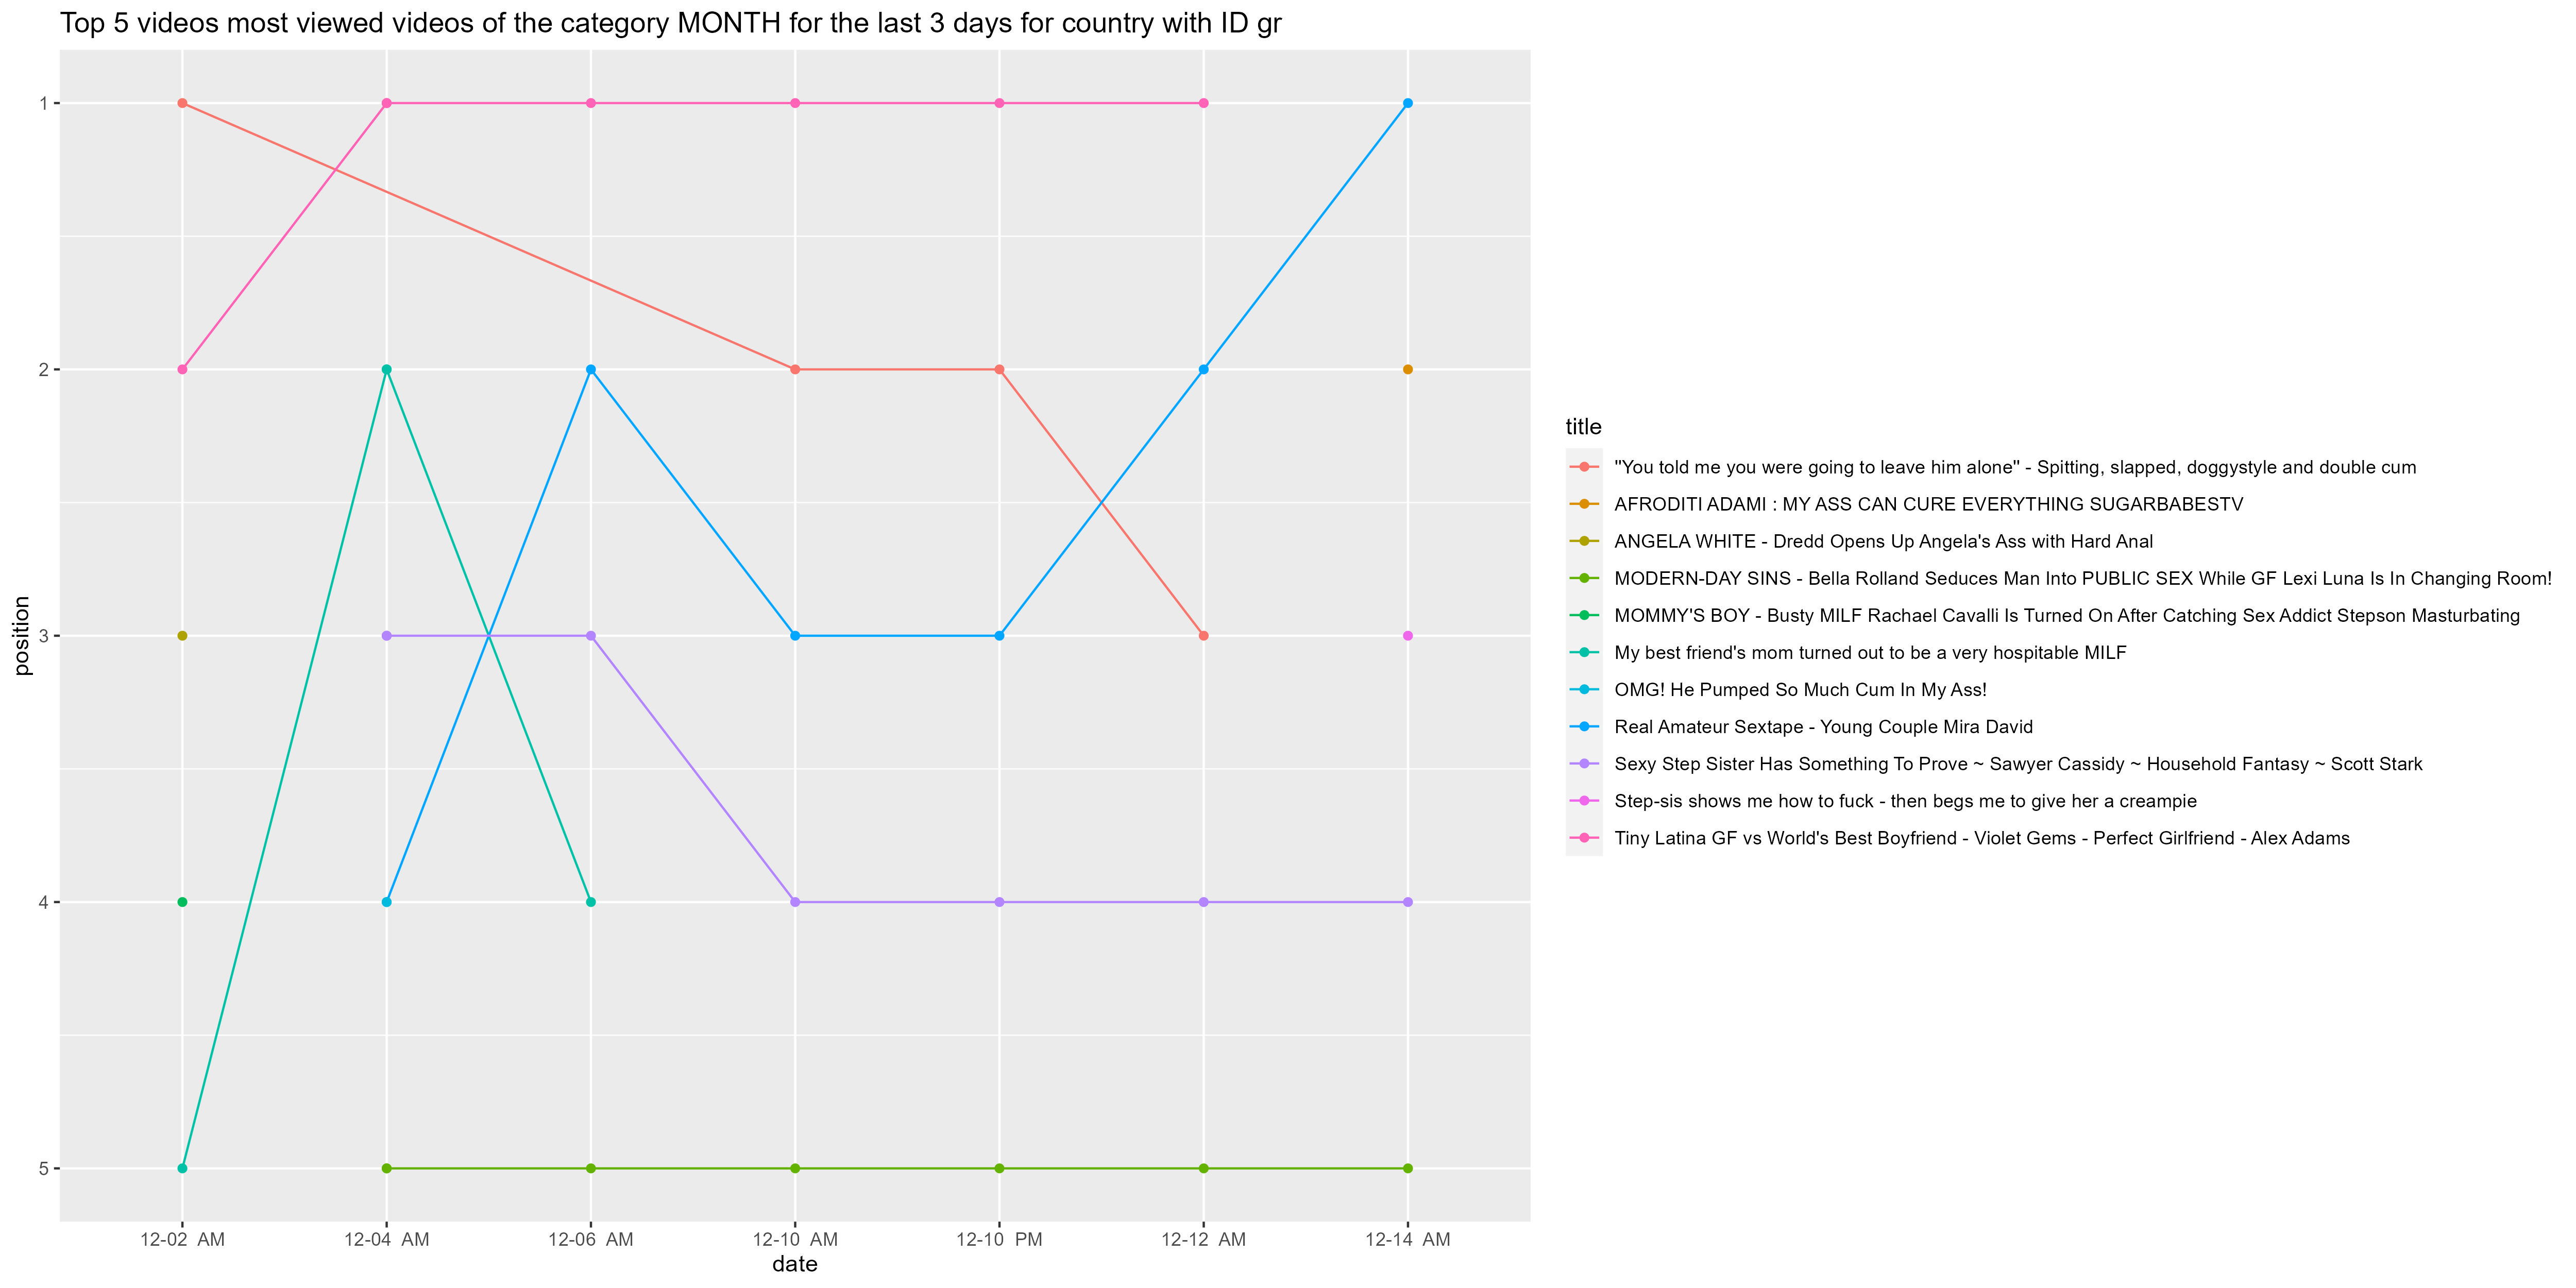 Top 5 videos most viewed videos of the category MONTH for the last 3 days for country with ID gr
1
2
3
4
5
position
12-02 AM
12-04 AM
12-06 AM
12-10 AM
12-10 PM
12-12 AM
12-14 AM
date
title
"You told me you were going to leave him alone" - Spitting, slapped, doggystyle and double cum
AFRODITI ADAMI : MY ASS CAN CURE EVERYTHING SUGARBABESTV
ANGELA WHITE - Dredd Opens Up Angela's Ass with Hard Anal
MODERN-DAY SINS - Bella Rolland Seduces Man Into PUBLIC SEX While GF Lexi Luna Is In Changing Room!
MOMMY'S BOY - Busty MILF Rachael Cavalli Is Turned On After Catching Sex Addict Stepson Masturbating
My best friend's mom turned out to be a very hospitable MILF
OMG! He Pumped So Much Cum In My Ass!
Real Amateur Sextape - Young Couple Mira David
Sexy Step Sister Has Something To Prove ~ Sawyer Cassidy ~ Household Fantasy ~ Scott Stark
Step-sis shows me how to fuck - then begs me to give her a creampie
Tiny Latina GF vs World's Best Boyfriend - Violet Gems - Perfect Girlfriend - Alex Adams